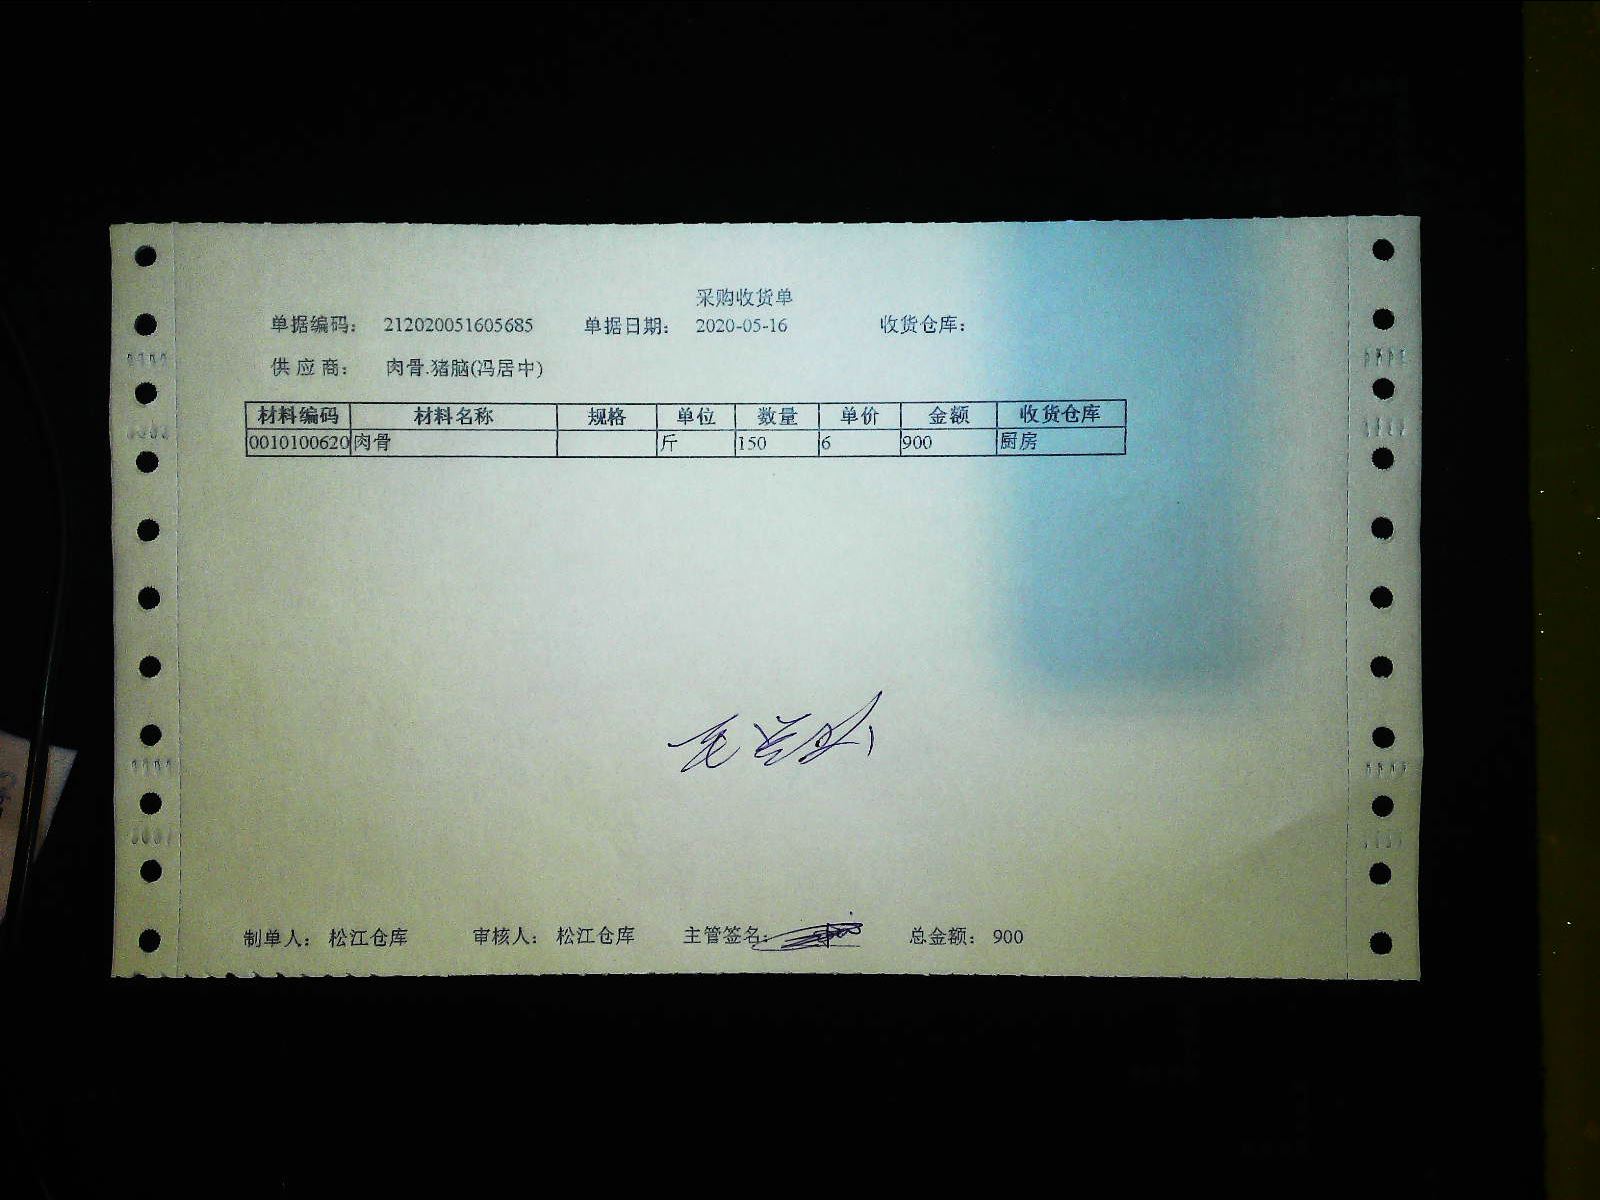 采购收货单
单据编码: 212020051605685 单据日期: 2020-05-16 收货仓库:
供应商: 肉骨.猪脑(冯居中)
材料编码 材料名称 规格 单位 数量 单价 金额 收货仓库
0010100620 肉骨 斤 150 6 900 厨房
制单人: 松江仓库 审核人: 松江仓库 主管签名: 总金额: 900